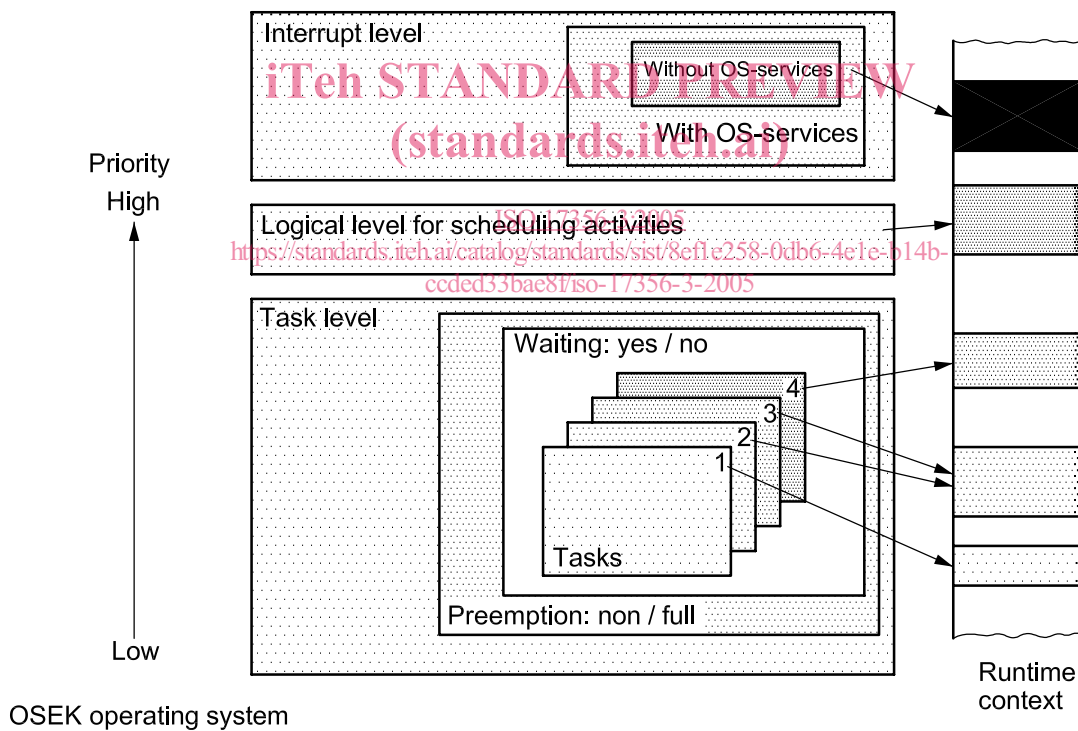 Interrupt level
Without OS-services
iTeh STANDARD PREVIEW
With OS-services
(standards.iteh.ai)
Priority
High
Logical level for scheduling activities
ISO 17356-3:2005
https://standards.iteh.ai/catalog/standards/sist/8ef1e258-0db6-4e1e-b14b-
ccded33bae8f/iso-17356-3-2005
Task level
Waiting: yes / no
4
3
2
1
Tasks
Preemption: non / full
Low
Runtime
context
OSEK operating system